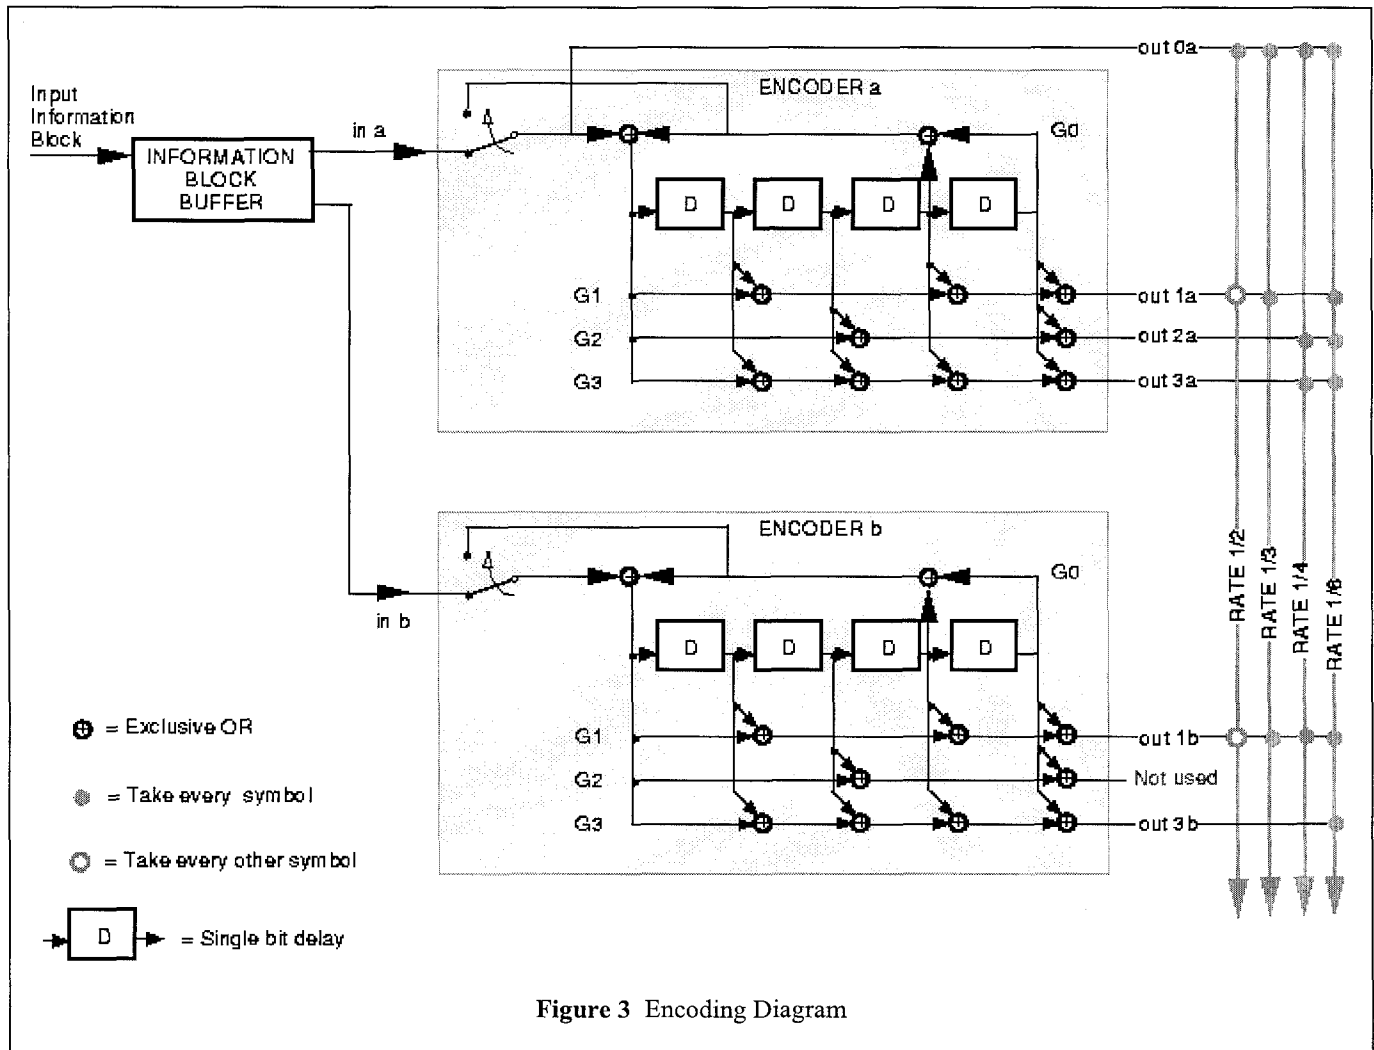 out 0a
ENCODER a
Input
Information
Block
in a
G0
INFORMATION
BLOCK
BUFFER
D
D
D
D
G1
out 1a
G2
out 2a
G3
out 3a
ENCODER b
in b
G0
RATE 1/2
RATE 1/3
RATE 1/4
RATE 1/6
D
D
D
D
= Exclusive OR
G1
out 1b
G2
Not used
= Take every symbol
G3
out 3b
= Take every other symbol
D
= Single bit delay
Figure 3 Encoding Diagram